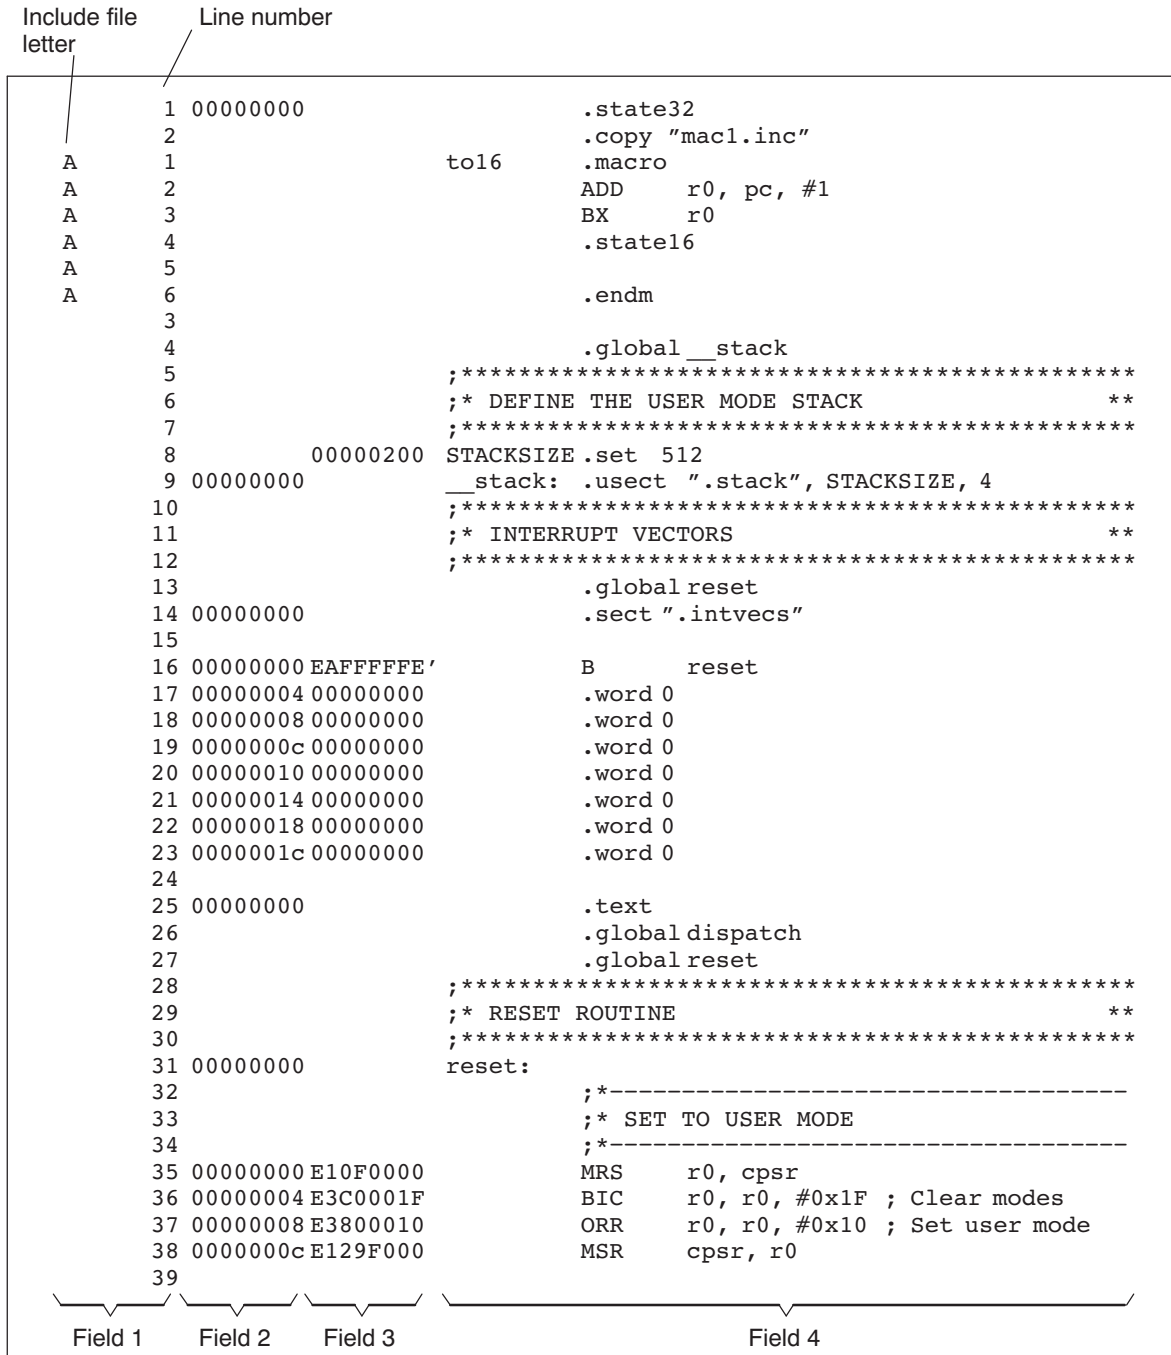 Include file letter
Line number
1 00000000 .state32
2 .copy "mac1.inc"
A 1 to16 .macro
A 2 ADD r0, pc, #1
A 3 BX r0
A 4 .state16
A 5
A 6 .endm
3
4 .global __stack
5 ;***********************************************
6 ;* DEFINE THE USER MODE STACK **
7 ;***********************************************
8 00000200 STACKSIZE .set 512
9 00000000 __stack: .usect ".stack", STACKSIZE, 4
10 ;***********************************************
11 ;* INTERRUPT VECTORS **
12 ;***********************************************
13 .global reset
14 00000000 .sect ".intvecs"
15
16 00000000 EAFFFFFE' B reset
17 00000004 00000000 .word 0
18 00000008 00000000 .word 0
19 0000000c 00000000 .word 0
20 00000010 00000000 .word 0
21 00000014 00000000 .word 0
22 00000018 00000000 .word 0
23 0000001c 00000000 .word 0
24
25 00000000 .text
26 .global dispatch
27 .global reset
28 ;***********************************************
29 ;* RESET ROUTINE **
30 ;***********************************************
31 00000000 reset:
32 ;*------------------------------------
33 ;* SET TO USER MODE
34 ;*------------------------------------
35 00000000 E10F0000 MRS r0, cpsr
36 00000004 E3C0001F BIC r0, r0, #0x1F ; Clear modes
37 00000008 E3800010 ORR r0, r0, #0x10 ; Set user mode
38 0000000c E129F000 MSR cpsr, r0
39
Field 1 Field 2 Field 3 Field 4